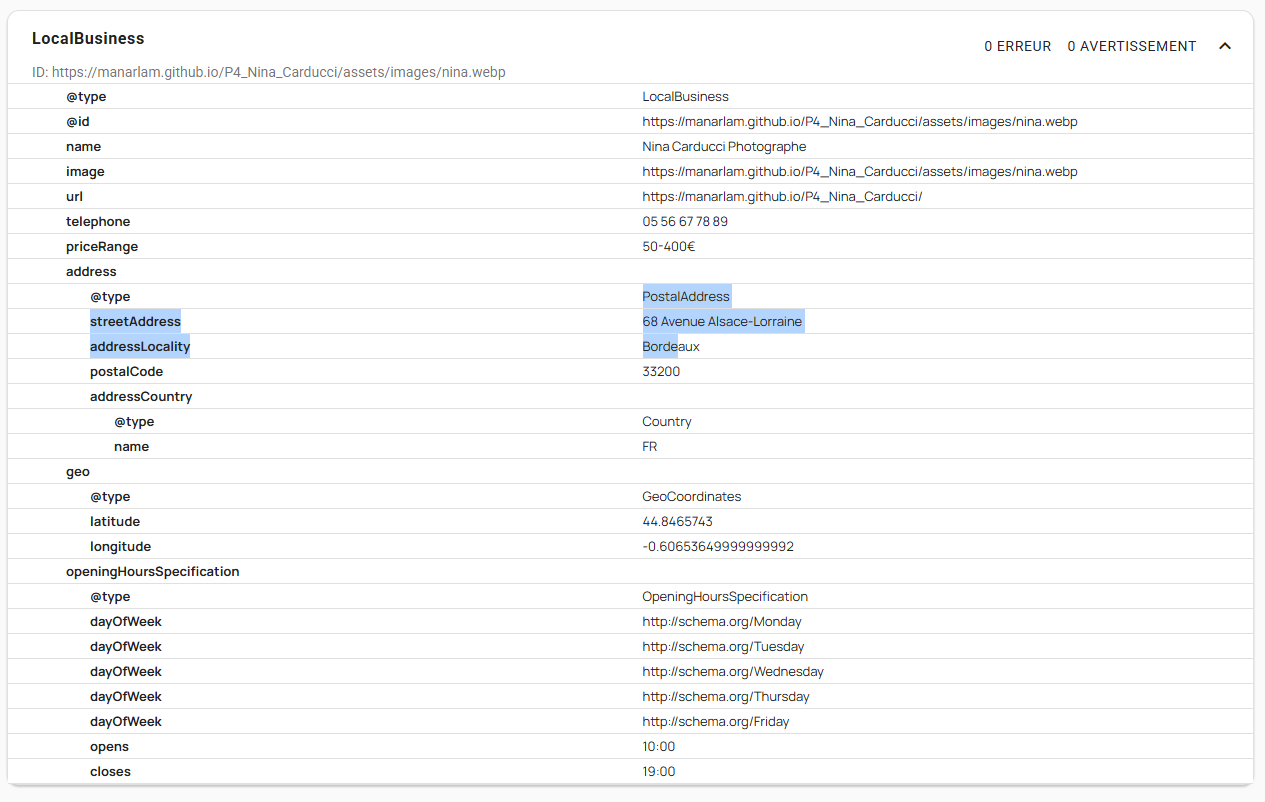 LocalBusiness
0 ERREUR 0 AVERTISSEMENT
ID: https://manarlam.github.io/P4_Nina_Carducci/assets/images/nina.webp
@type LocalBusiness
@id https://manarlam.github.io/P4_Nina_Carducci/assets/images/nina.webp
name Nina Carducci Photographe
image https://manarlam.github.io/P4_Nina_Carducci/assets/images/nina.webp
url https://manarlam.github.io/P4_Nina_Carducci/
telephone 05 56 67 78 89
priceRange 50-400€
address
@type PostalAddress
streetAddress 68 Avenue Alsace-Lorraine
addressLocality Bordeaux
postalCode 33200
addressCountry
@type Country
name FR
geo
@type GeoCoordinates
latitude 44.8465743
longitude -0.60653649999999992
openingHoursSpecification
@type OpeningHoursSpecification
dayOfWeek http://schema.org/Monday
dayOfWeek http://schema.org/Tuesday
dayOfWeek http://schema.org/Wednesday
dayOfWeek http://schema.org/Thursday
dayOfWeek http://schema.org/Friday
opens 10:00
closes 19:00